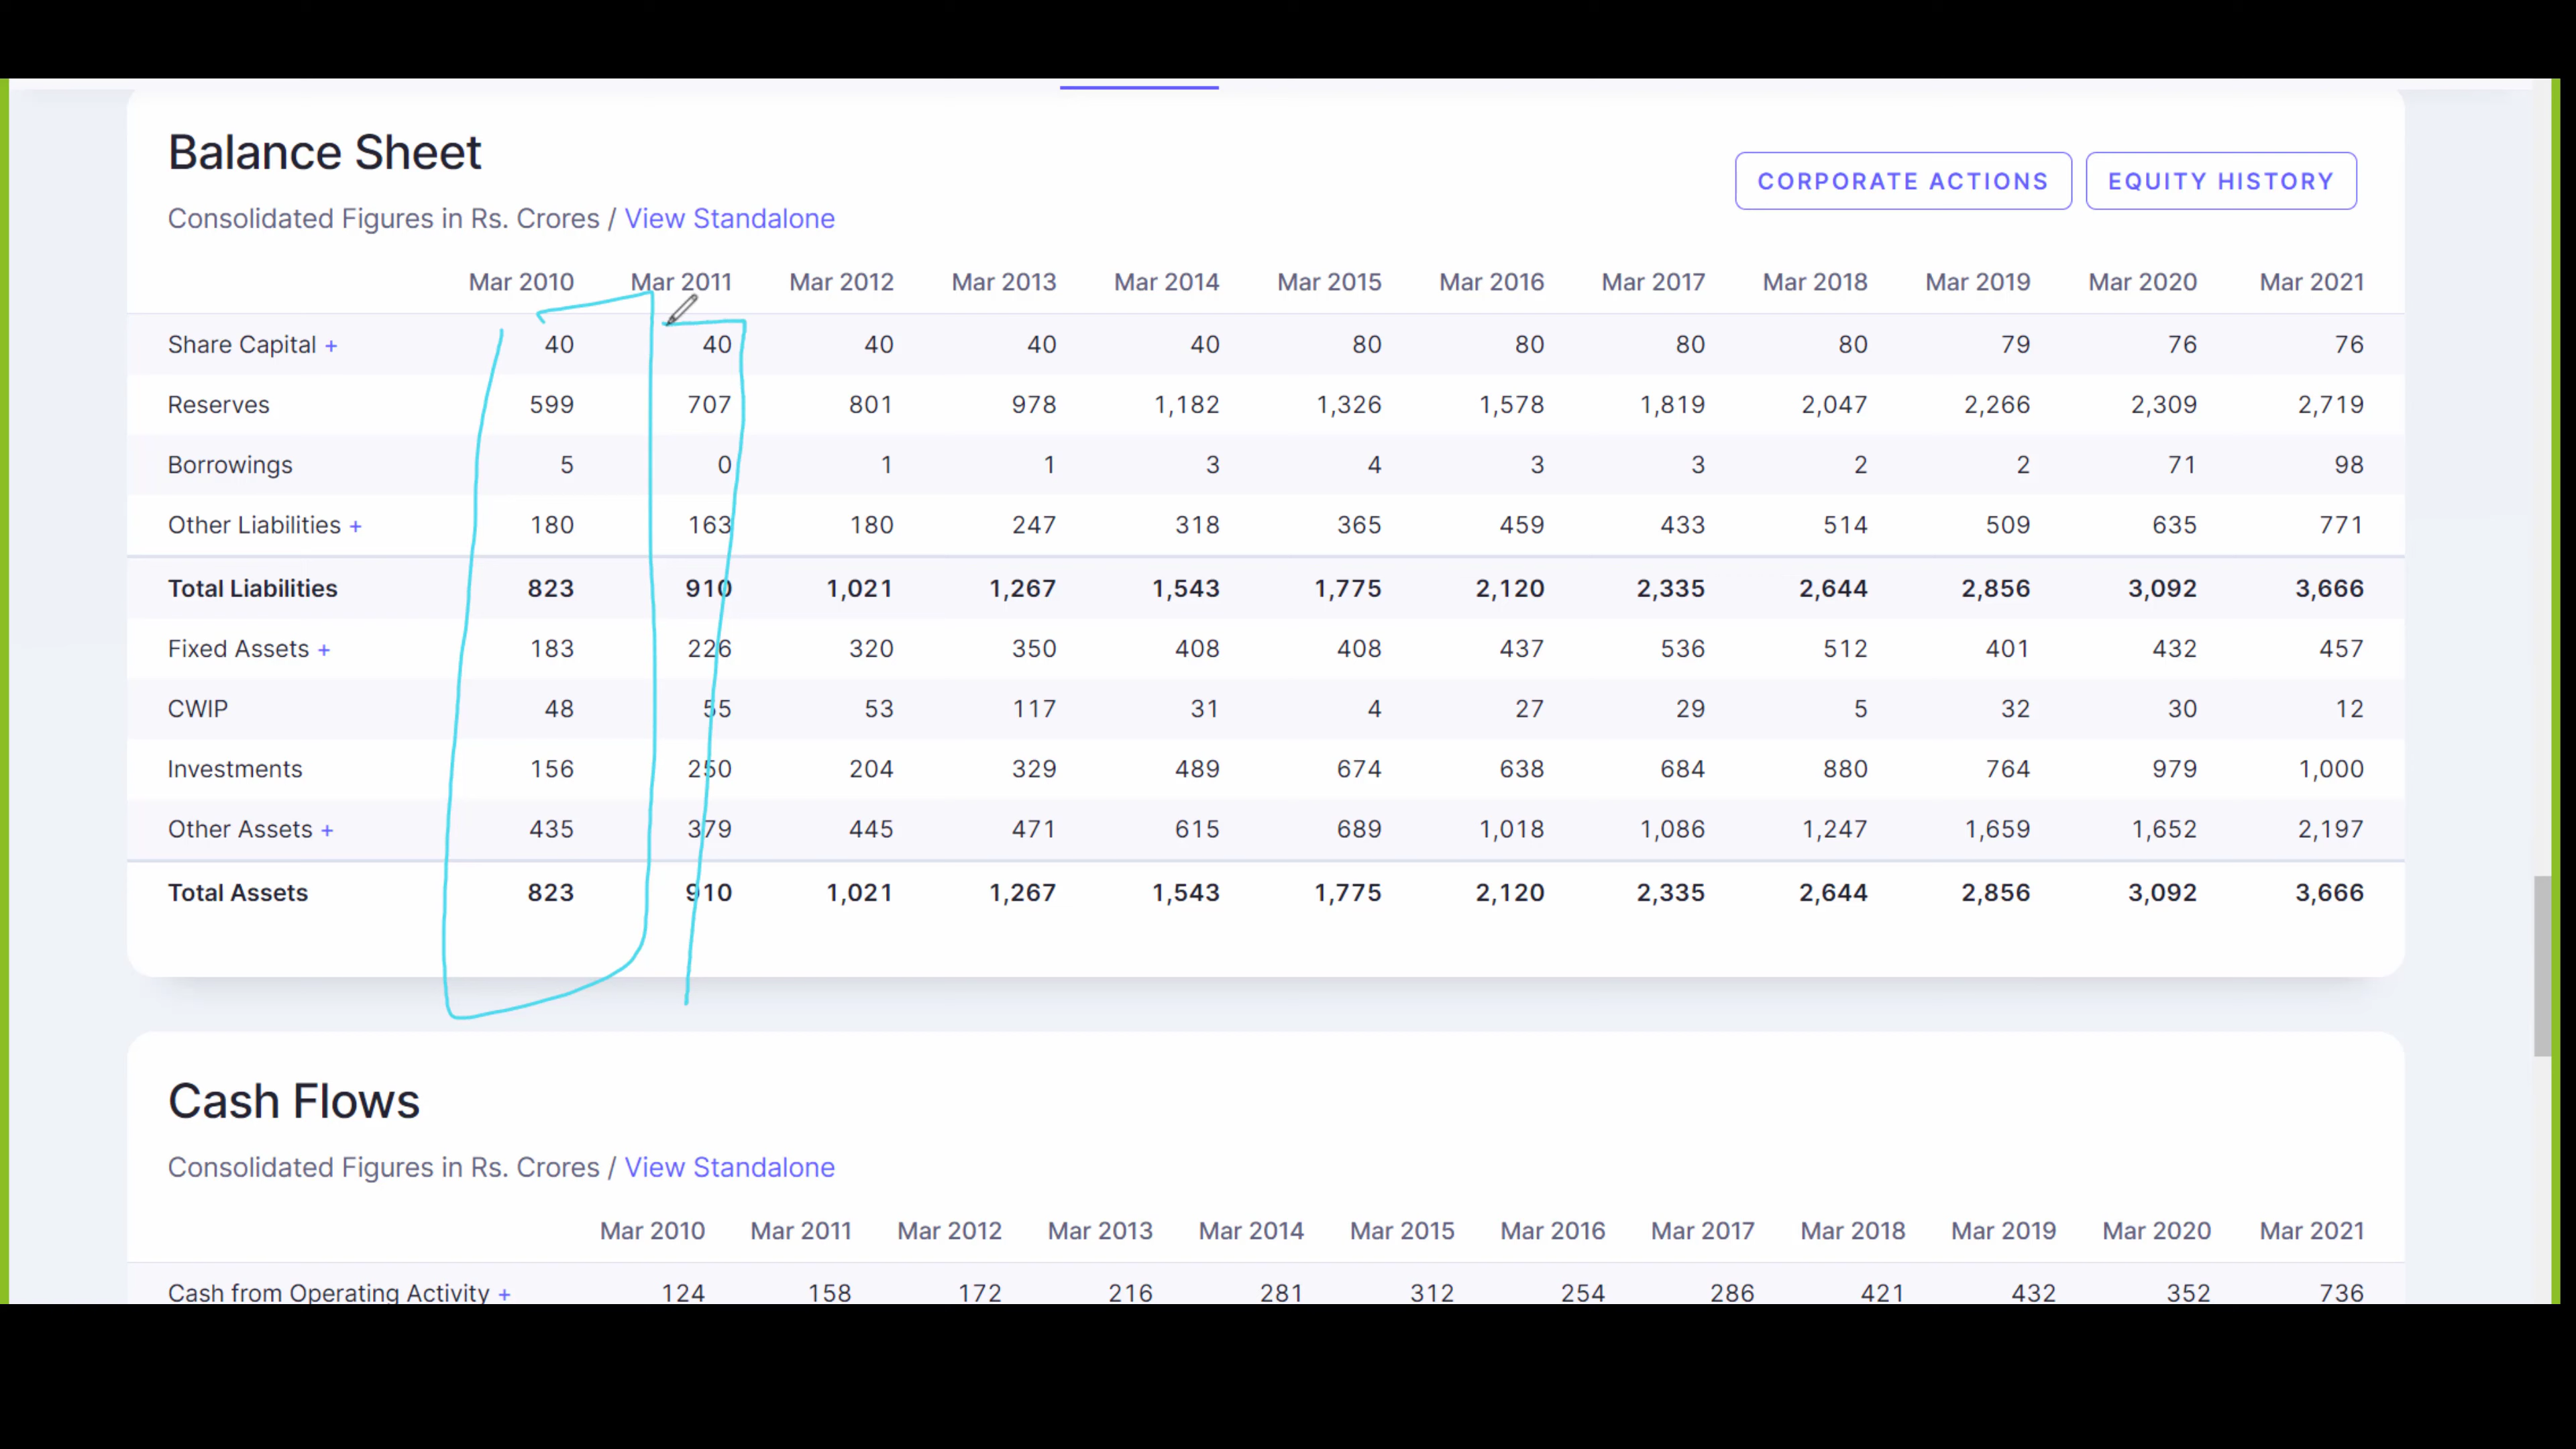 Balance Sheet
CORPORATE ACTIONS EQUITY HISTORY
Consolidated Figures in Rs. Crores / View Standalone
Mar 2010 Mar 2011 Mar 2012 Mar 2013 Mar 2014 Mar 2015 Mar 2016 Mar 2017 Mar 2018 Mar 2019 Mar 2020 Mar 2021
Share Capital + 40 40 40 40 40 80 80 80 80 79 76 76
Reserves 599 707 801 978 1,182 1,326 1,578 1,819 2,047 2,266 2,309 2,719
Borrowings 5 0 1 1 3 4 3 3 2 2 71 98
Other Liabilities + 180 163 180 247 318 365 459 433 514 509 635 771
Total Liabilities 823 910 1,021 1,267 1,543 1,775 2,120 2,335 2,644 2,856 3,092 3,666
Fixed Assets + 183 226 320 350 408 408 437 536 512 401 432 457
CWIP 48 55 53 117 31 4 27 29 5 32 30 12
Investments 156 250 204 329 489 674 638 684 880 764 979 1,000
Other Assets + 435 379 445 471 615 689 1,018 1,086 1,247 1,659 1,652 2,197
Total Assets 823 910 1,021 1,267 1,543 1,775 2,120 2,335 2,644 2,856 3,092 3,666
Cash Flows
Consolidated Figures in Rs. Crores / View Standalone
Mar 2010 Mar 2011 Mar 2012 Mar 2013 Mar 2014 Mar 2015 Mar 2016 Mar 2017 Mar 2018 Mar 2019 Mar 2020 Mar 2021
Cash from Operating Activity + 124 158 172 216 281 312 254 286 421 432 352 736